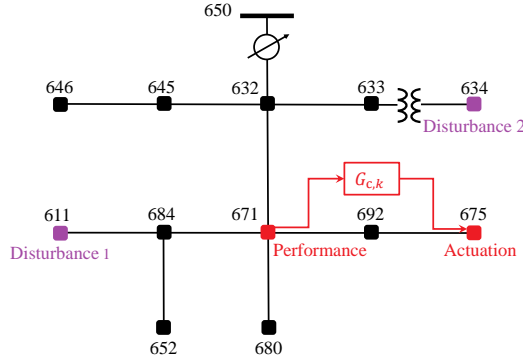 650
646 645 632 633 634
Disturbance 2
G_{c,k}
611 684 671 692 675
Disturbance 1 Performance Actuation
652 680